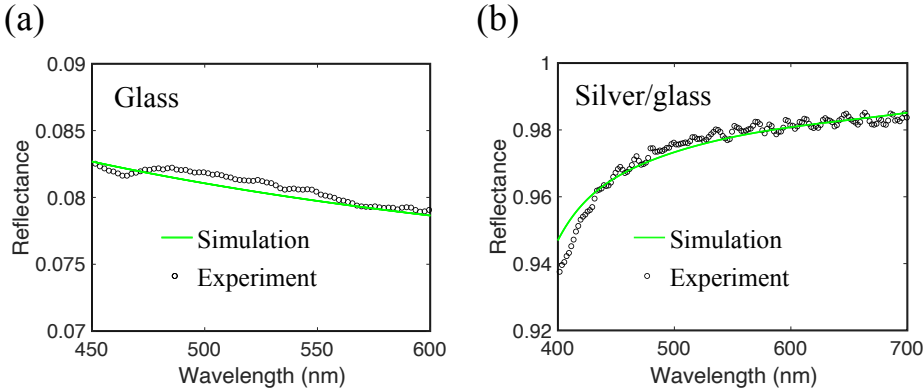 (a)
Glass
Simulation
Experiment
Reflectance
0.09
0.085
0.08
0.075
0.07
450
500
550
600
Wavelength (nm)
(b)
Silver/glass
Simulation
Experiment
Reflectance
1
0.98
0.96
0.94
0.92
400
500
600
700
Wavelength (nm)